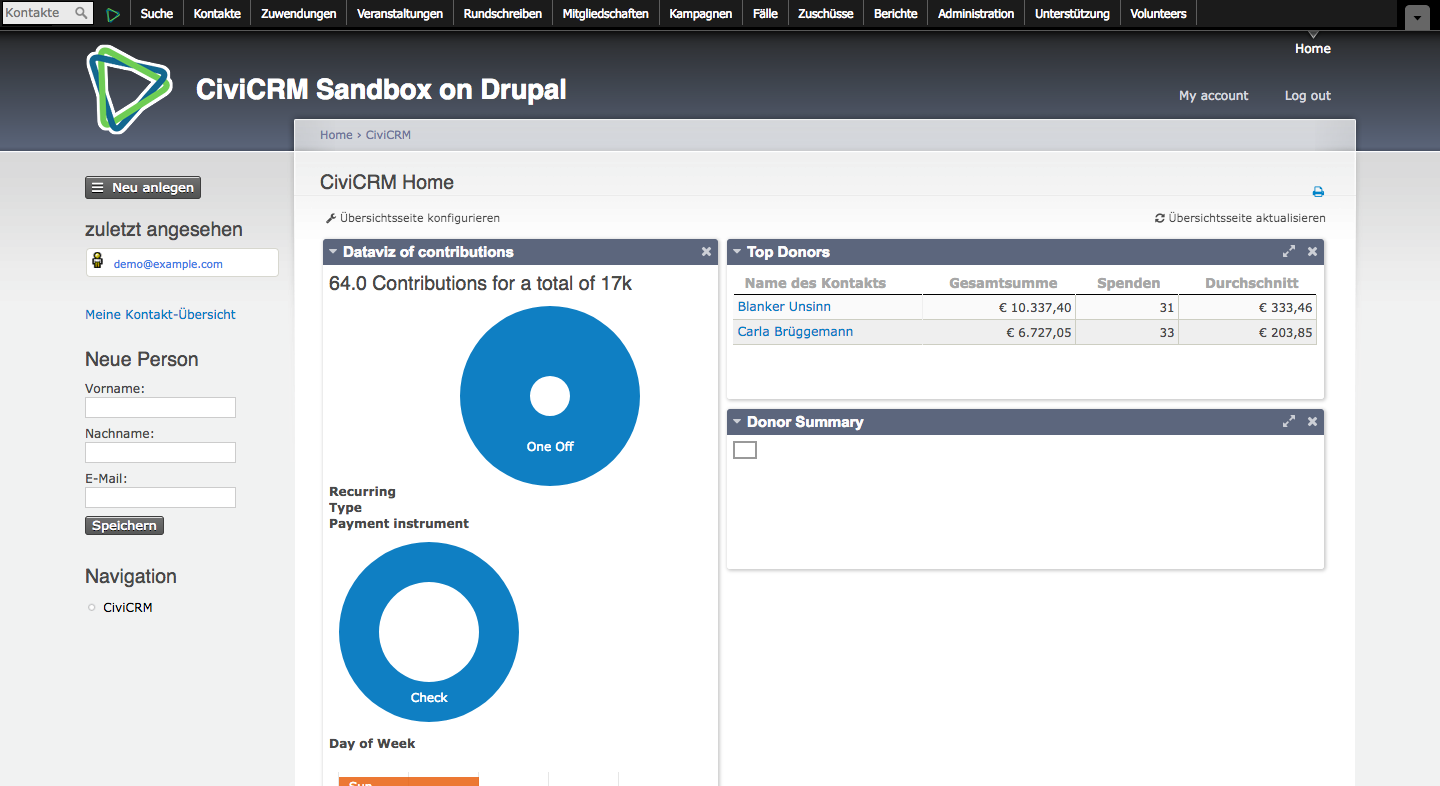 Kontakte Suche Kontakte Zuwendungen Veranstaltungen Rundschreiben Mitgliedschaften Kampagnen Fälle Zuschüsse Berichte Administration Unterstützung Volunteers
Home
CiviCRM Sandbox on Drupal
My account Log out
Home › CiviCRM
Neu anlegen
zuletzt angesehen
demo@example.com
Meine Kontakt-Übersicht
Neue Person
Vorname:
Nachname:
E-Mail:
Speichern
Navigation
CiviCRM
CiviCRM Home
Übersichtsseite konfigurieren Übersichtsseite aktualisieren
Dataviz of contributions
64.0 Contributions for a total of 17k
One Off
Recurring
Type
Payment instrument
Check
Day of Week
Sun
Top Donors
Name des Kontakts Gesamtsumme Spenden Durchschnitt
Blanker Unsinn € 10.337,40 31 € 333,46
Carla Brüggemann € 6.727,05 33 € 203,85
Donor Summary